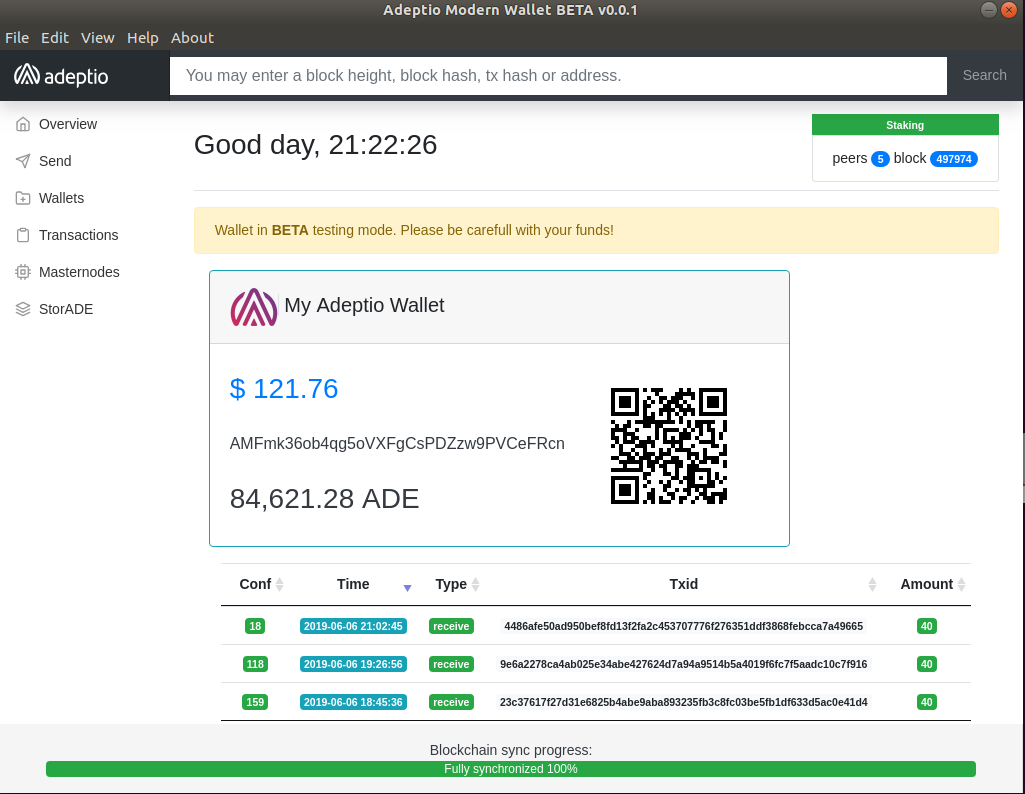 Adeptio Modern Wallet BETA v0.0.1
File Edit View Help About
adeptio
You may enter a block height, block hash, tx hash or address.
Search
Overview
Send
Wallets
Transactions
Masternodes
StorADE
Good day, 21:22:26
Staking
peers 5 block 497974
Wallet in BETA testing mode. Please be carefull with your funds!
My Adeptio Wallet
$ 121.76
AMFmk36ob4qg5oVXFgCsPDZzw9PVCeFRcn
84,621.28 ADE
Conf Time Type Txid Amount
18 2019-06-06 21:02:45 receive 4486afe50ad950bef8fd13f2fa2c453707776f276351ddf3868febcca7a49665 40
118 2019-06-06 19:26:56 receive 9e6a2278ca4ab025e34abe427624d7a94a9514b5a4019f6fc7f5aadc10c7f916 40
159 2019-06-06 18:45:36 receive 23c37617f27d31e6825b4abe9aba893235fb3c8fc03be5fb1df633d5ac0e41d4 40
Blockchain sync progress:
Fully synchronized 100%